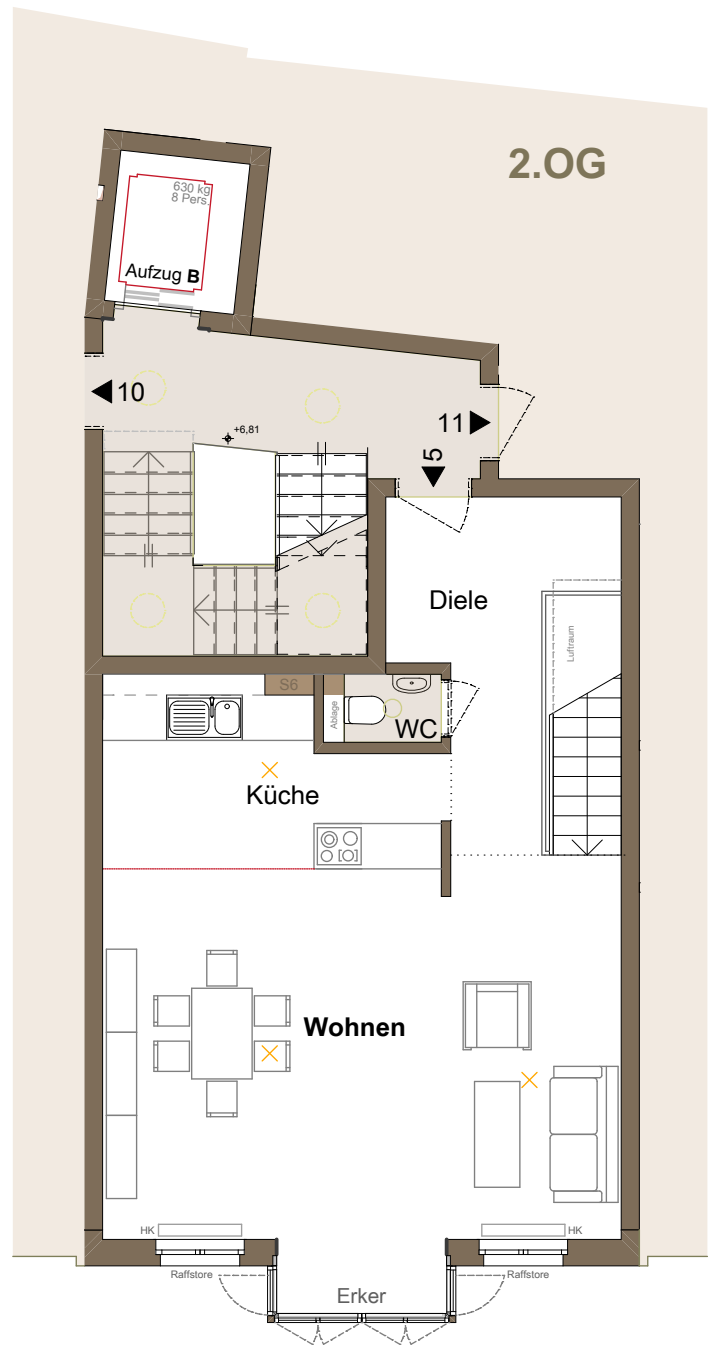 2.OG
630 kg
8 Pers.
Aufzug B
10
11
+6,81
5
Diele
Luftraum
S6
Ablage
WC
Küche
Wohnen
HK
HK
Raffstore
Raffstore
Erker